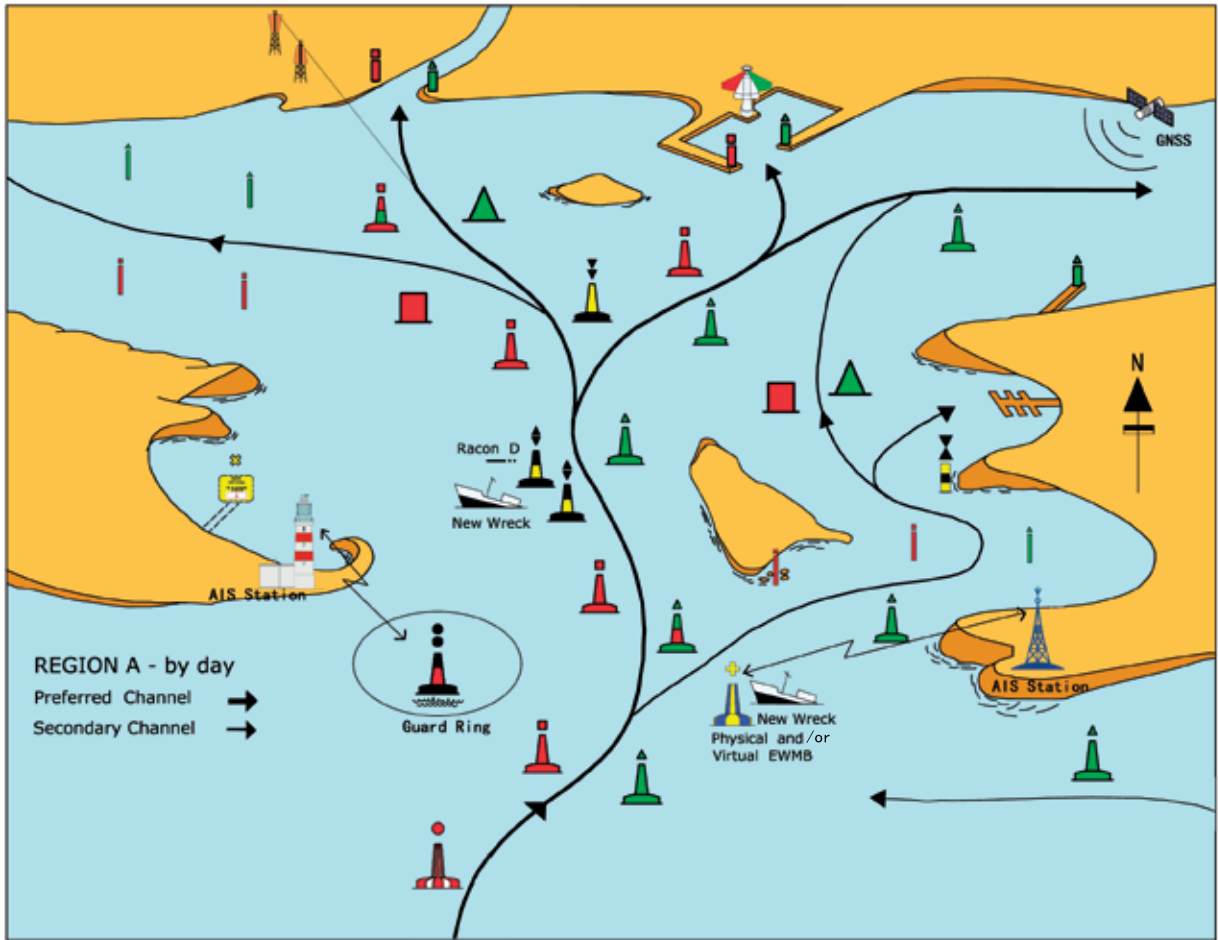 GNSS
N
Racon D
New Wreck
AIS Station
REGION A - by day
Preferred Channel
Secondary Channel
Guard Ring
AIS Station
New Wreck
Physical and/or
Virtual EWMB